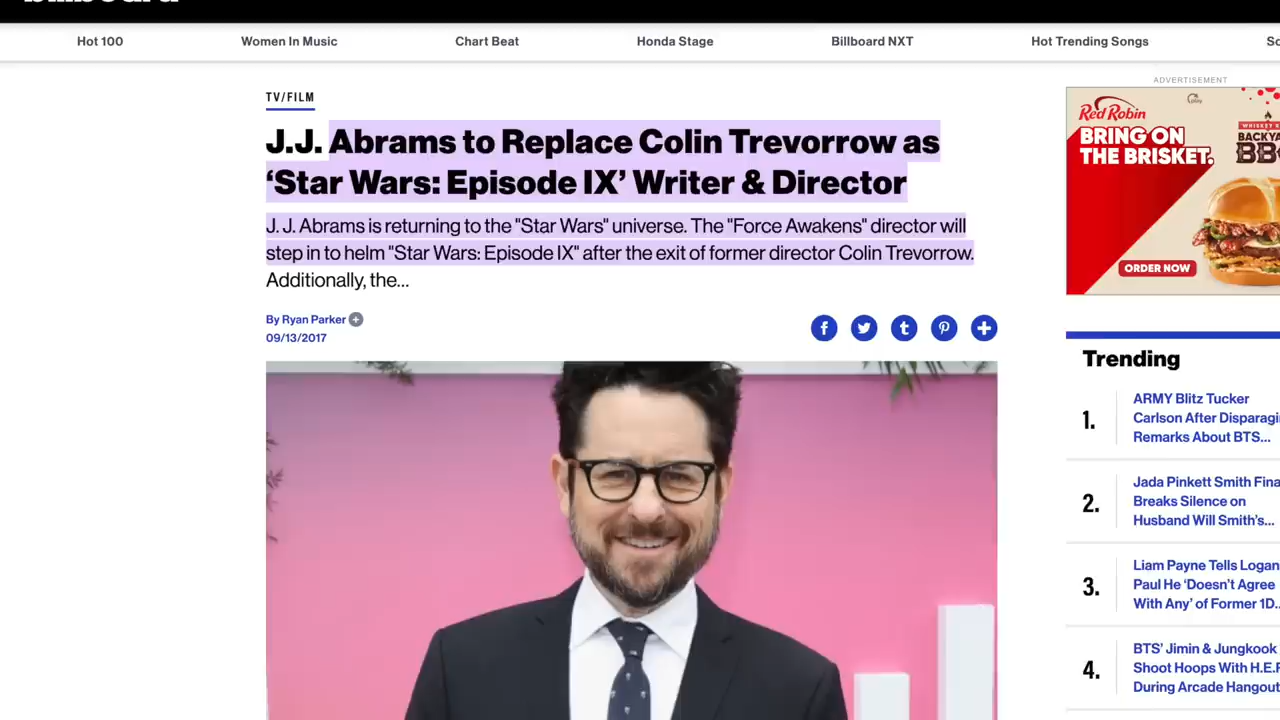 billboard
Hot 100
Women In Music
Chart Beat
Honda Stage
Billboard NXT
Hot Trending Songs
ADVERTISEMENT
TV/FILM
J.J. Abrams to Replace Colin Trevorrow as
‘Star Wars: Episode IX’ Writer & Director
J. J. Abrams is returning to the "Star Wars" universe. The "Force Awakens" director will
step in to helm "Star Wars: Episode IX" after the exit of former director Colin Trevorrow.
Additionally, the...
By Ryan Parker
09/13/2017
Red Robin
BRING ON
THE BRISKET.
ORDER NOW
Trending
1.
ARMY Blitz Tucker
Carlson After Disparagi
Remarks About BTS...
2.
Jada Pinkett Smith Fina
Breaks Silence on
Husband Will Smith's...
3.
Liam Payne Tells Logan
Paul He ‘Doesn't Agree
With Any’ of Former 1D..
4.
BTS’ Jimin & Jungkook
Shoot Hoops With H.E.R
During Arcade Hangout